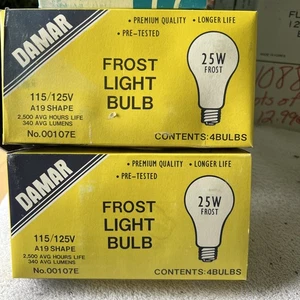 • PREMIUM QUALITY • LONGER LIFE
• PRE-TESTED
DAMAR
FROST
LIGHT
BULB
25W
FROST
115/125V
A19 SHAPE
2,500 AVG HOURS LIFE
340 AVG LUMENS
No.00107E
CONTENTS:4BULBS
• PREMIUM QUALITY • LONGER LIFE
• PRE-TESTED
DAMAR
FROST
LIGHT
BULB
25W
FROST
115/125V
A19 SHAPE
2,500 AVG HOURS LIFE
340 AVG LUMENS
No.00107E
CONTENTS:4BULBS